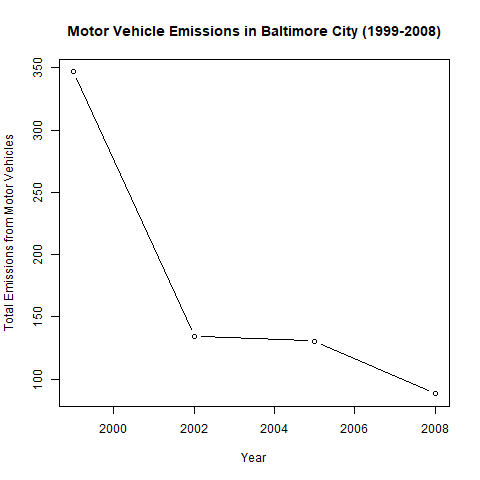 Motor Vehicle Emissions in Baltimore City (1999-2008)
Total Emissions from Motor Vehicles
350
300
250
200
150
100
2000 2002 2004 2006 2008
Year